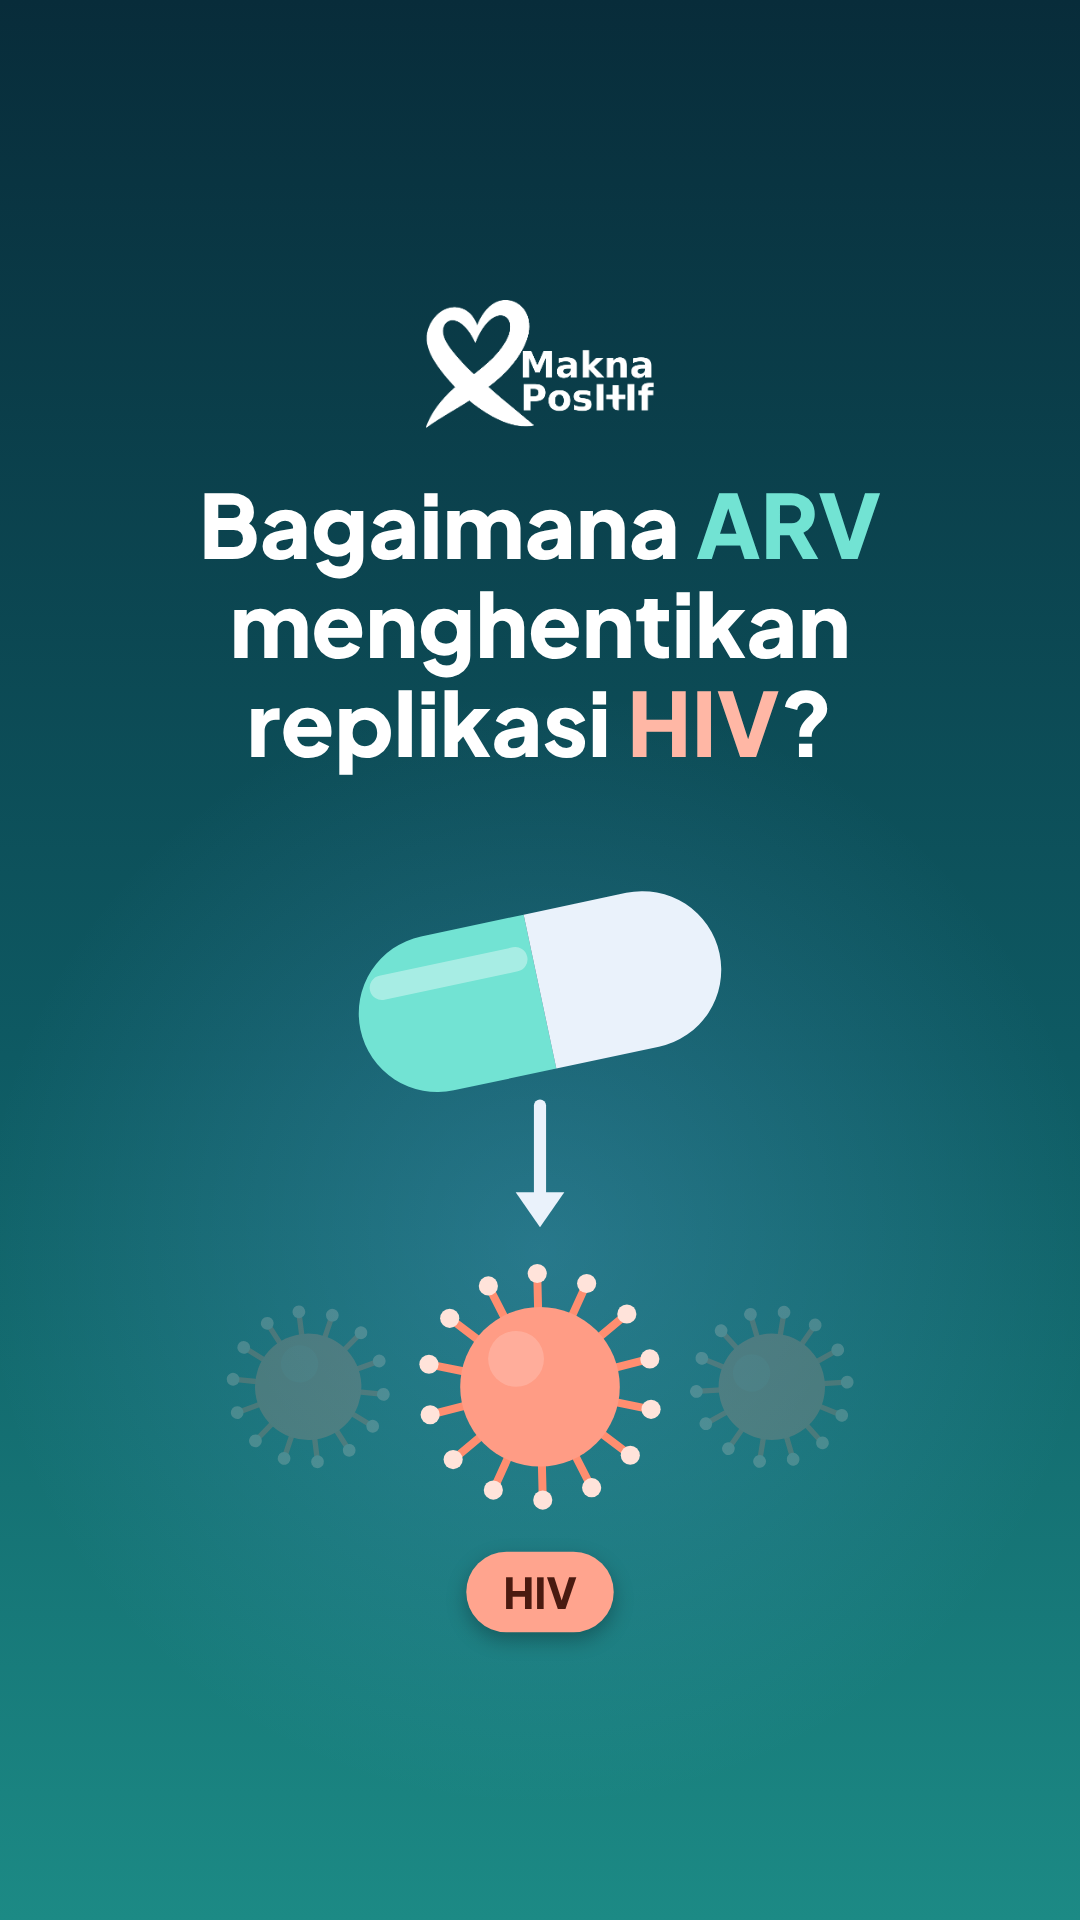 Makna
PosItIf
Bagaimana ARV
menghentikan
replikasi HIV?
HIV